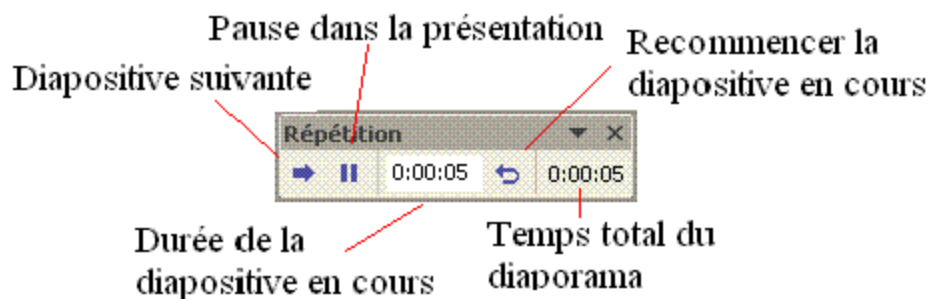 Pause dans la présentation
Recommencer la
diapositive en cours
Diapositive suivante
Répétition
0:00:05
0:00:05
Durée de la
diapositive en cours
Temps total du
diaporama